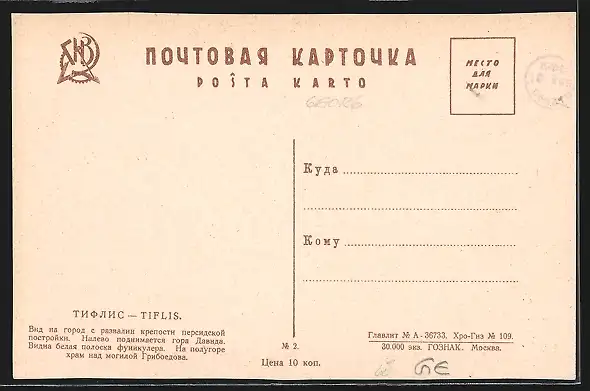 ПОЧТОВАЯ КАРТОЧКА
POŜTA KARTO
МЕСТО
ДЛЯ
МАРКИ
GEORG
Куда
Кому
ТИФЛИС — TIFLIS.
Вид на город с развалин крепости персидской
постройки. Налево поднимается гора Давида.
Видна белая полоска фуникулера. На полугоре
храм над могилой Грибоедова.
№ 2.
Цена 10 коп.
Главлит № А - 36733. Хро-Гиз № 109.
30.000 экз. ГОЗНАК. Москва.